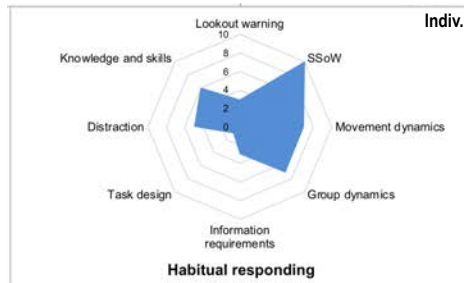 Indiv.
Lookout warning
10
8
6
4
2
0
SSoW
Movement dynamics
Group dynamics
Information
requirements
Task design
Distraction
Knowledge and skills
Habitual responding